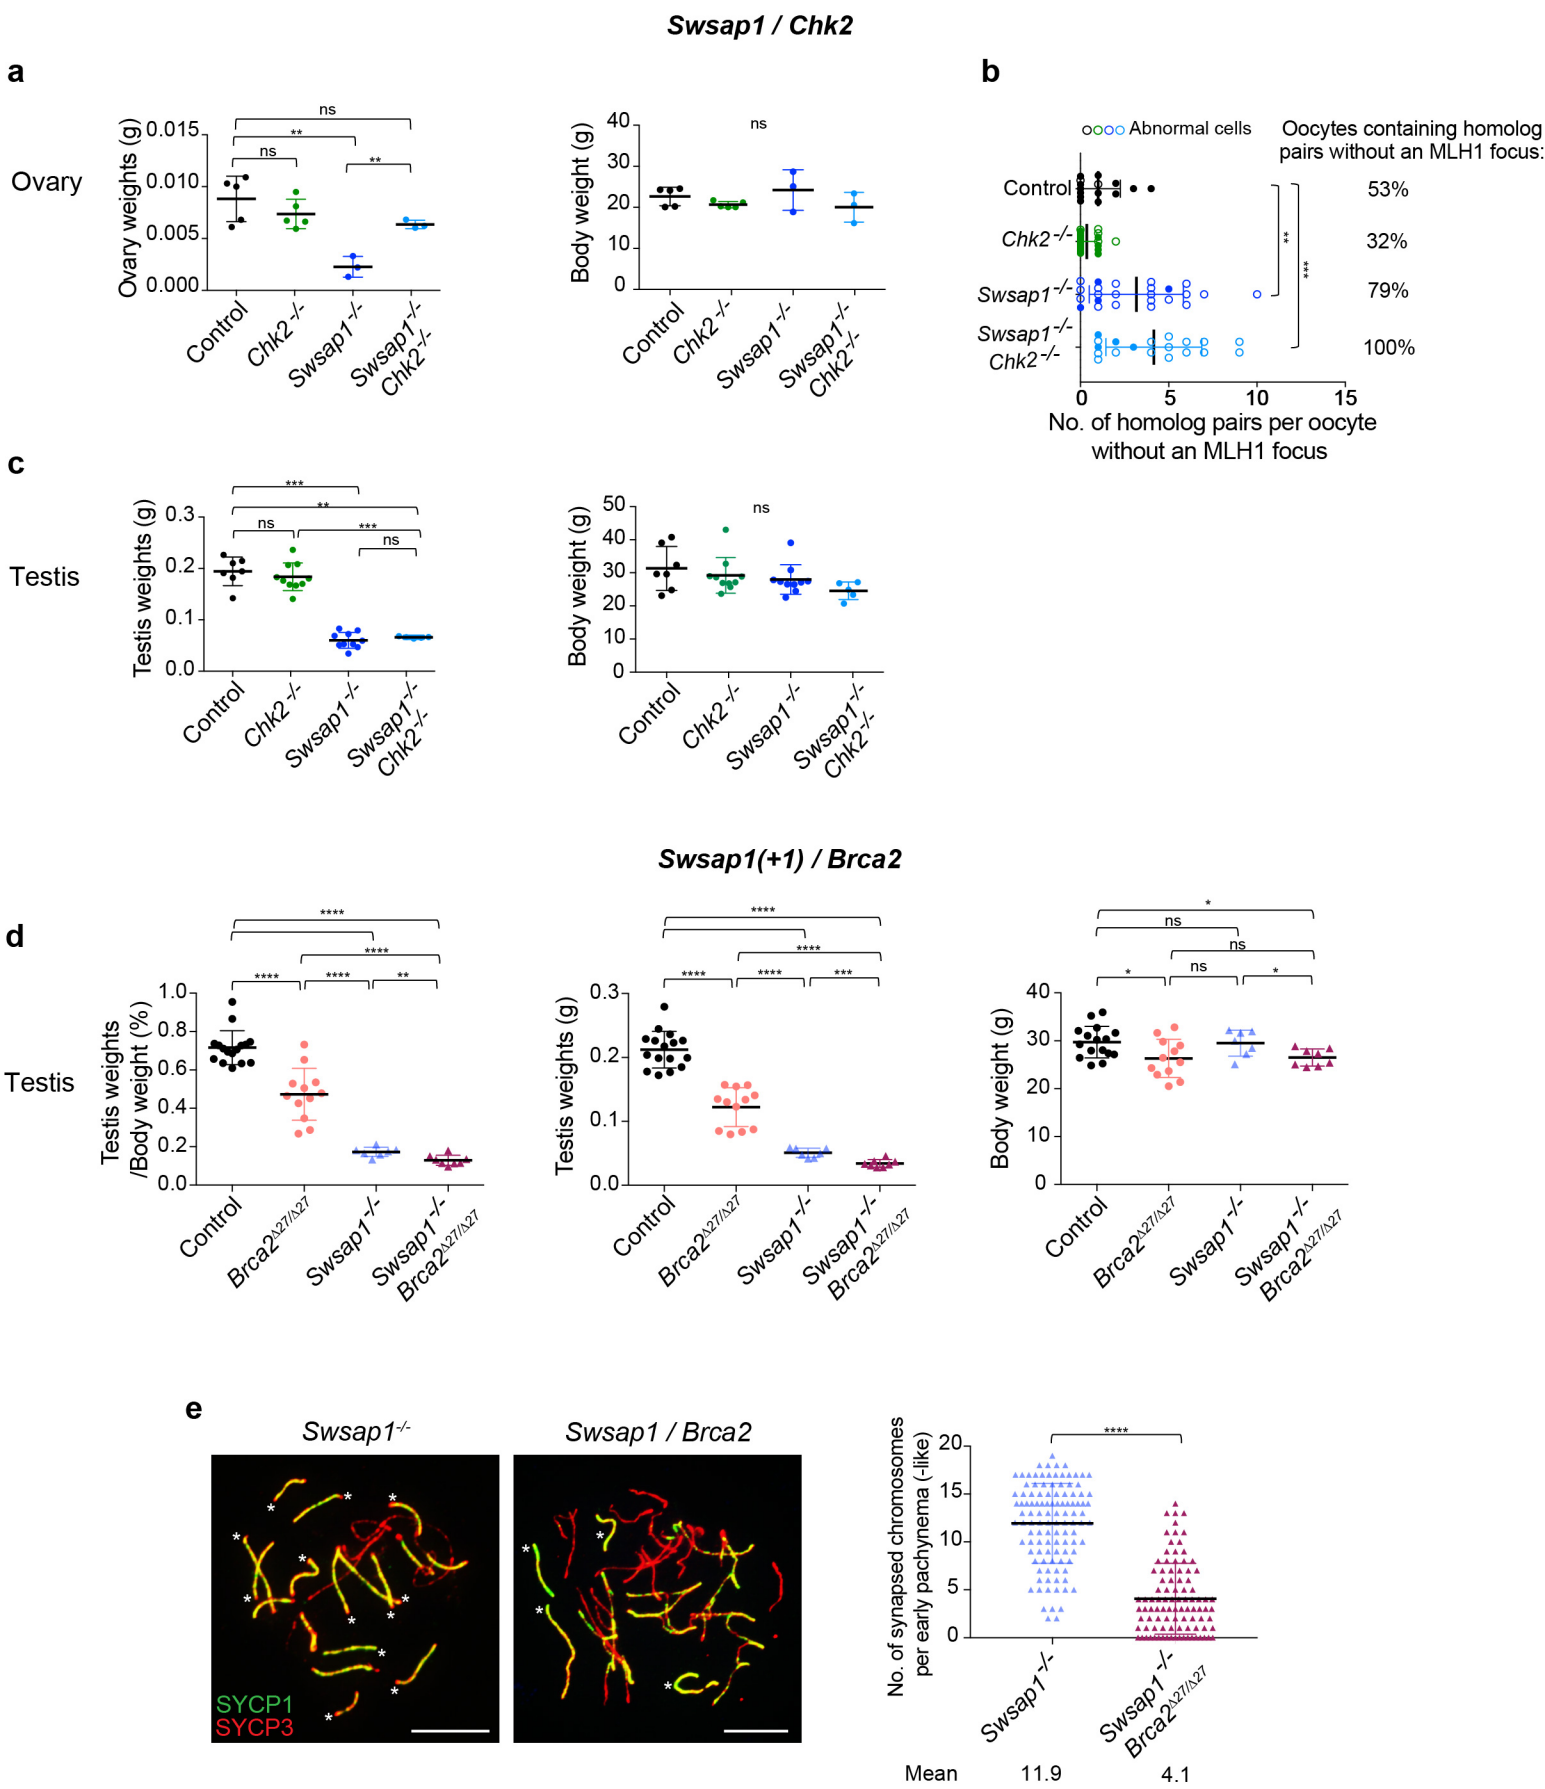 Swsap1 / Chk2
a
Ovary
Ovary weights (g)
0.015
0.010
0.005
0.000
ns
**
ns
**
Control
Chk2-/-
Swsap1-/-
Swsap1-/-
Chk2-/-
Body weight (g)
40
30
20
10
0
ns
Control
Chk2-/-
Swsap1-/-
Swsap1-/-
Chk2-/-
b
Abnormal cells
Oocytes containing homolog
pairs without an MLH1 focus:
Control
53%
Chk2-/-
32%
Swsap1-/-
79%
Swsap1-/-
Chk2-/-
100%
**
***
0 5 10 15
No. of homolog pairs per oocyte
without an MLH1 focus
c
Testis
Testis weights (g)
0.3
0.2
0.1
0.0
***
**
ns
***
ns
Control
Chk2-/-
Swsap1-/-
Swsap1-/-
Chk2-/-
Body weight (g)
50
40
30
20
10
0
ns
Control
Chk2-/-
Swsap1-/-
Swsap1-/-
Chk2-/-
Swsap1(+1) / Brca2
d
Testis
Testis weights
/Body weight (%)
1.0
0.8
0.6
0.4
0.2
0.0
****
****
****
****
**
Control
Brca2Δ27/Δ27
Swsap1-/-
Swsap1-/-
Brca2Δ27/Δ27
Testis weights (g)
0.3
0.2
0.1
0.0
****
****
****
****
***
Control
Brca2Δ27/Δ27
Swsap1-/-
Swsap1-/-
Brca2Δ27/Δ27
Body weight (g)
40
30
20
10
0
*
ns
ns
*
ns
*
Control
Brca2Δ27/Δ27
Swsap1-/-
Swsap1-/-
Brca2Δ27/Δ27
e
Swsap1-/-
Swsap1 / Brca2
SYCP1
SYCP3
No. of synapsed chromosomes
per early pachynema (-like)
20
15
10
5
0
****
Swsap1-/-
Swsap1-/-
Brca2Δ27/Δ27
Mean 11.9 4.1